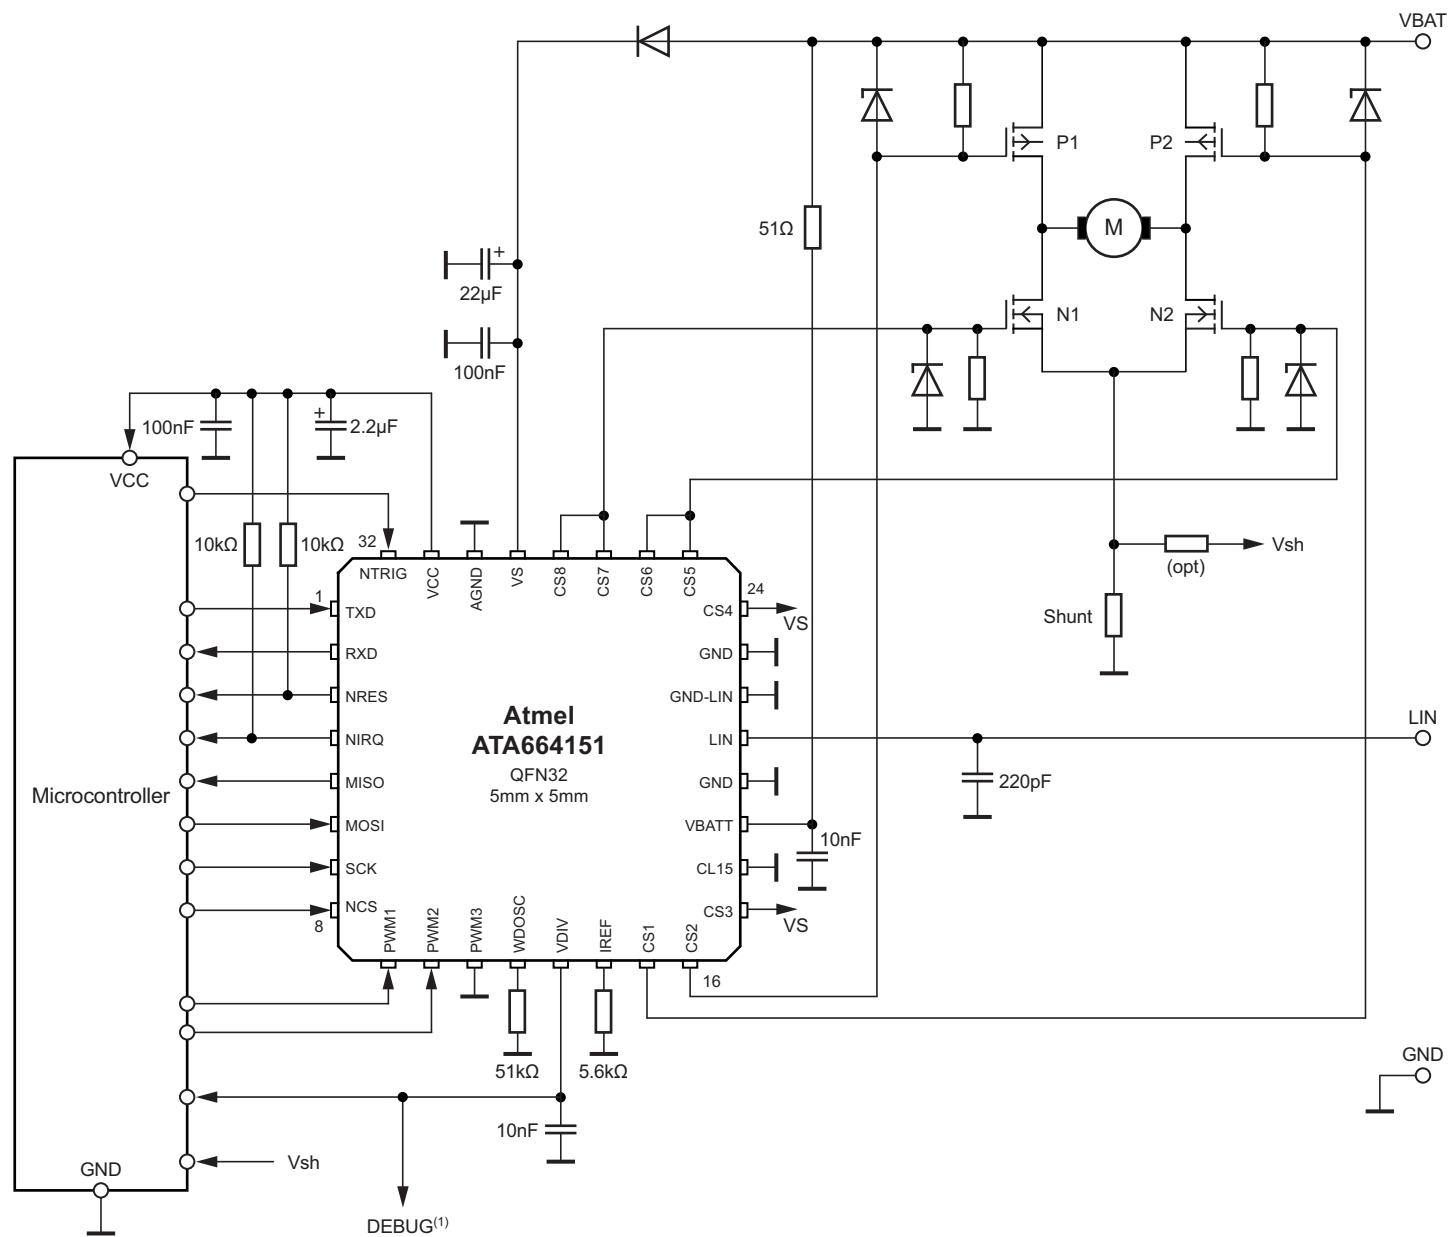 VBAT
P1
P2
M
51Ω
+
22µF
N1
N2
100nF
100nF
+
2.2µF
VCC
10kΩ
10kΩ
32
NTRIG
VCC
AGND
VS
CS8
CS7
CS6
CS5
24
Vsh
(opt)
Shunt
1
TXD
CS4
VS
RXD
GND
NRES
GND-LIN
Atmel
ATA664151
QFN32
5mm x 5mm
LIN
NIRQ
LIN
Microcontroller
MISO
GND
220pF
MOSI
VBATT
10nF
SCK
CL15
NCS
8
CS3
VS
PWM1
PWM2
PWM3
WDOSC
VDIV
IREF
CS1
CS2
16
51kΩ
5.6kΩ
GND
10nF
Vsh
GND
DEBUG(1)